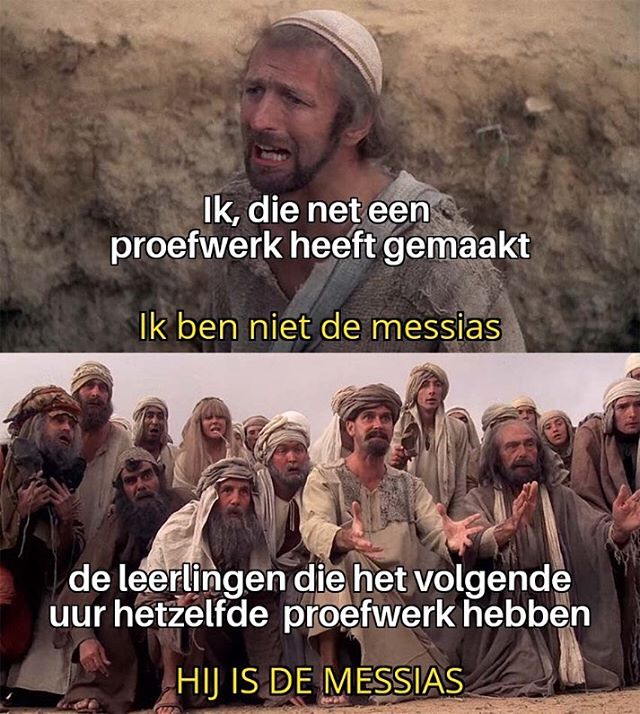 Ik, die net een
proefwerk heeft gemaakt
Ik ben niet de messias
de leerlingen die het volgende
uur hetzelfde proefwerk hebben
HIJ IS DE MESSIAS